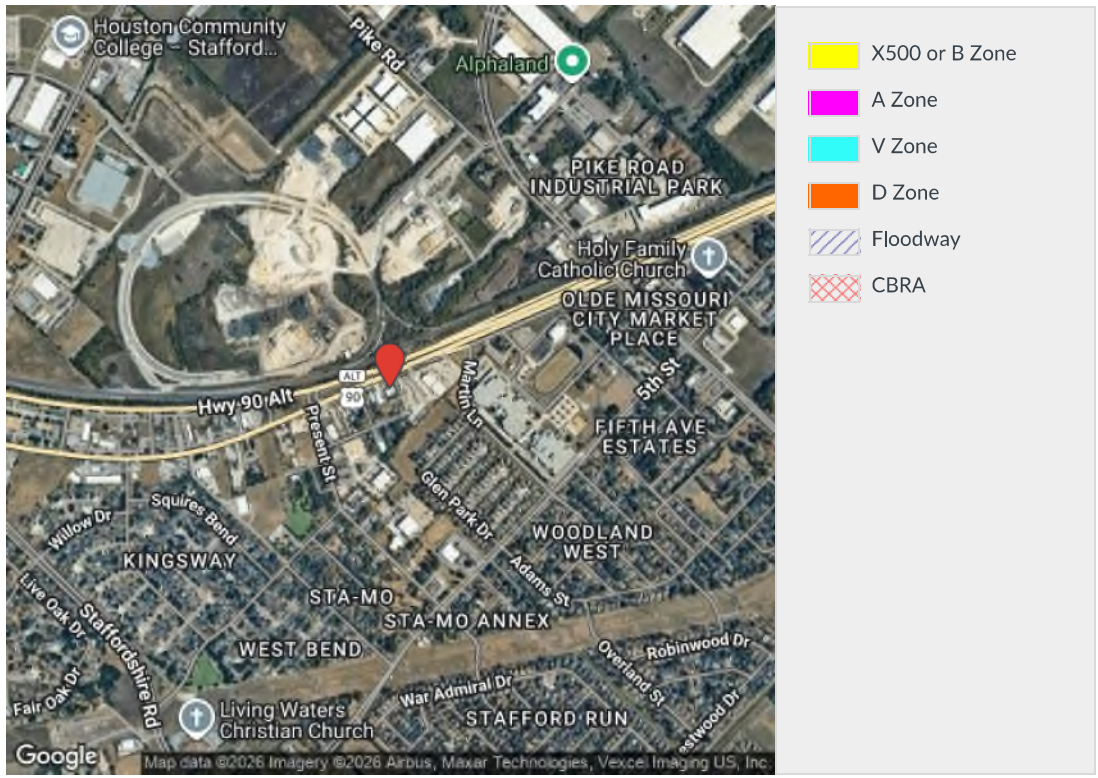 Houston Community
College – Stafford...
Pike Rd
Alphaland
PIKE ROAD
INDUSTRIAL PARK
Holy Family
Catholic Church
OLDE MISSOURI
CITY MARKET
PLACE
ALT
90
Hwy 90 Alt
Martin Ln
5th St
Present St
FIFTH AVE
ESTATES
Glen Park Dr
Squires Bend
Willow Dr
WOODLAND
WEST
KINGSWAY
Adams St
Live Oak Dr
STA-MO
STA-MO ANNEX
Staffordshire Rd
WEST BEND
Robinwood Dr
Overland St
Fair Oak Dr
War Admiral Dr
estwood Dr
Living Waters
Christian Church
STAFFORD RUN
Google
Map data ©2026 Imagery ©2026 Airbus, Maxar Technologies, Vexcel Imaging US, Inc.
X500 or B Zone
A Zone
V Zone
D Zone
Floodway
CBRA